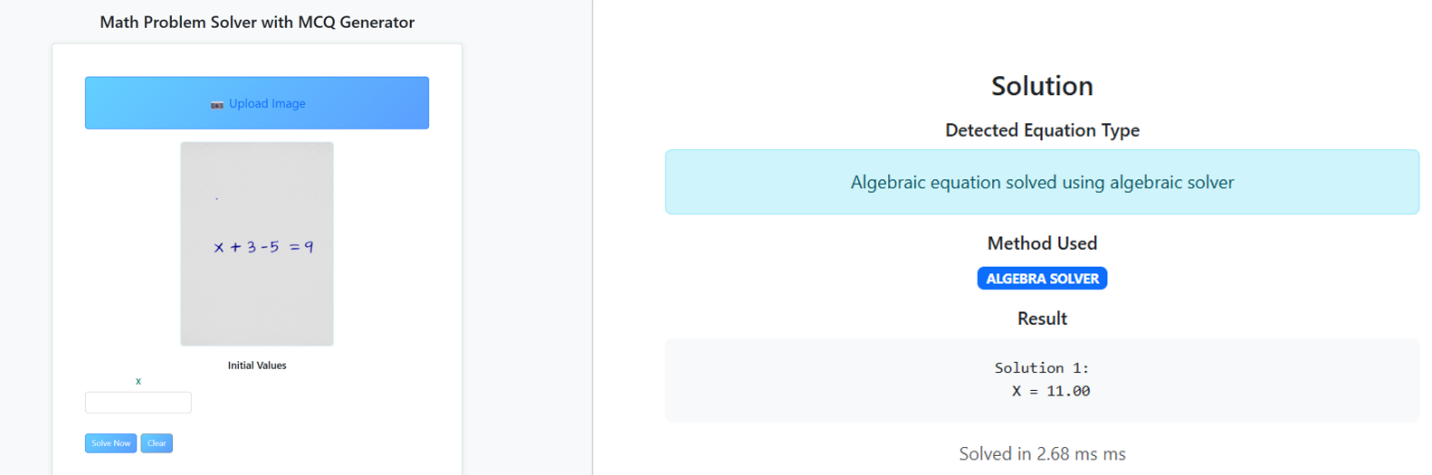 Math Problem Solver with MCQ Generator
Upload Image
x + 3 - 5 = 9
Initial Values
x
Solve Now Clear
Solution
Detected Equation Type
Algebraic equation solved using algebraic solver
Method Used
ALGEBRA SOLVER
Result
Solution 1:
X = 11.00
Solved in 2.68 ms ms